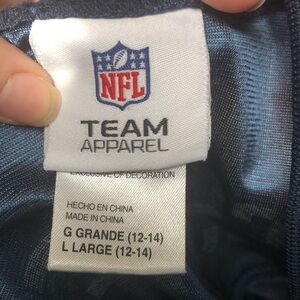 NFL
TEAM
APPAREL
EXCLUSIVE OF DECORATION
HECHO EN CHINA
MADE IN CHINA
G GRANDE (12-14)
L LARGE (12-14)